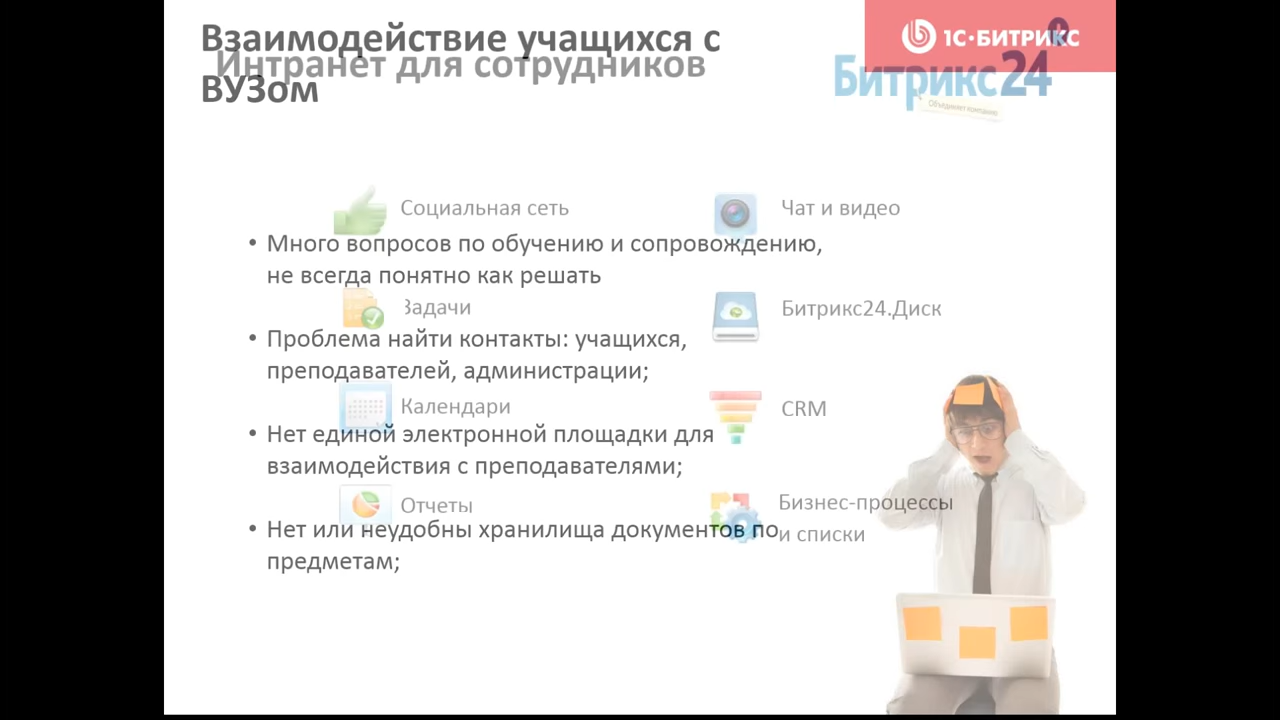 Взаимодействие учащихся с
ВУЗом
Интранет для сотрудников
1С·БИТРИКС
Битрикс24
Объединяет компанию
Социальная сеть
Чат и видео
• Много вопросов по обучению и сопровождению,
не всегда понятно как решать
Задачи
Битрикс24.Диск
• Проблема найти контакты: учащихся,
преподавателей, администрации;
Календари
CRM
• Нет единой электронной площадки для
взаимодействия с преподавателями;
Отчеты
Бизнес-процессы
и списки
• Нет или неудобны хранилища документов по
предметам;